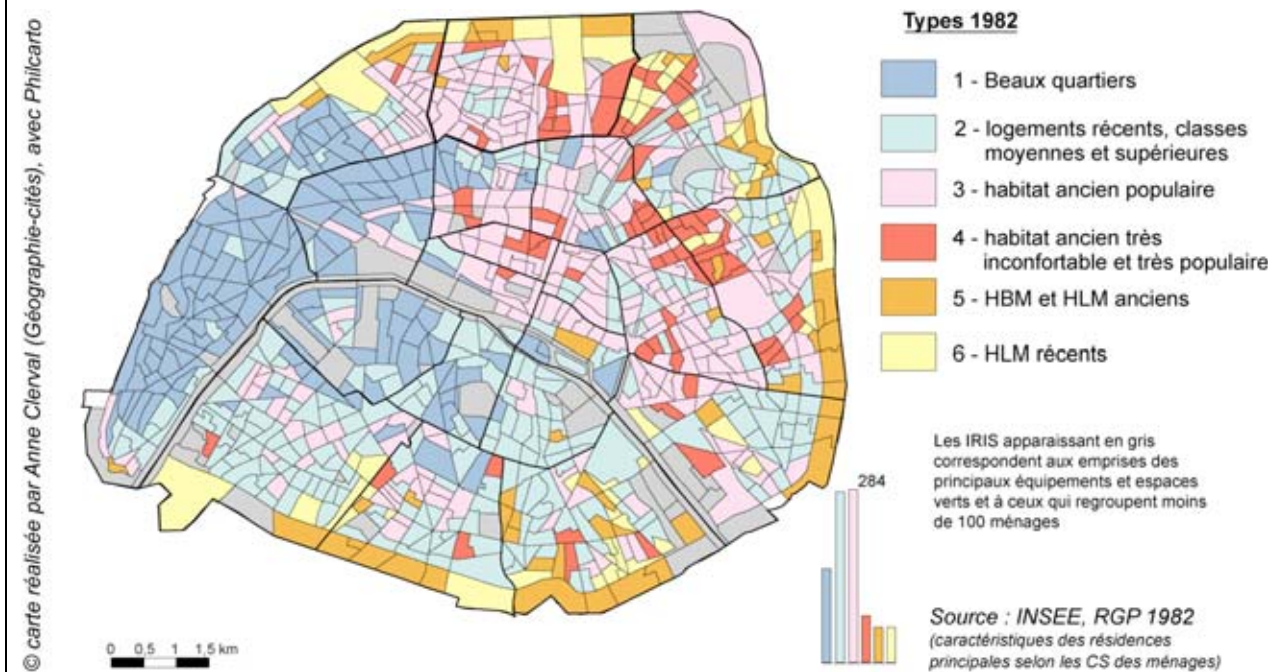 © carte réalisée par Anne Clerval (Géographie-cités), avec Philcarto
Types 1982
1 - Beaux quartiers
2 - logements récents, classes
moyennes et supérieures
3 - habitat ancien populaire
4 - habitat ancien très
inconfortable et très populaire
5 - HBM et HLM anciens
6 - HLM récents
Les IRIS apparaissant en gris
correspondent aux emprises des
principaux équipements et espaces
verts et à ceux qui regroupent moins
de 100 ménages
284
Source : INSEE, RGP 1982
(caractéristiques des résidences
principales selon les CS des ménages)
0 0,5 1 1,5 km